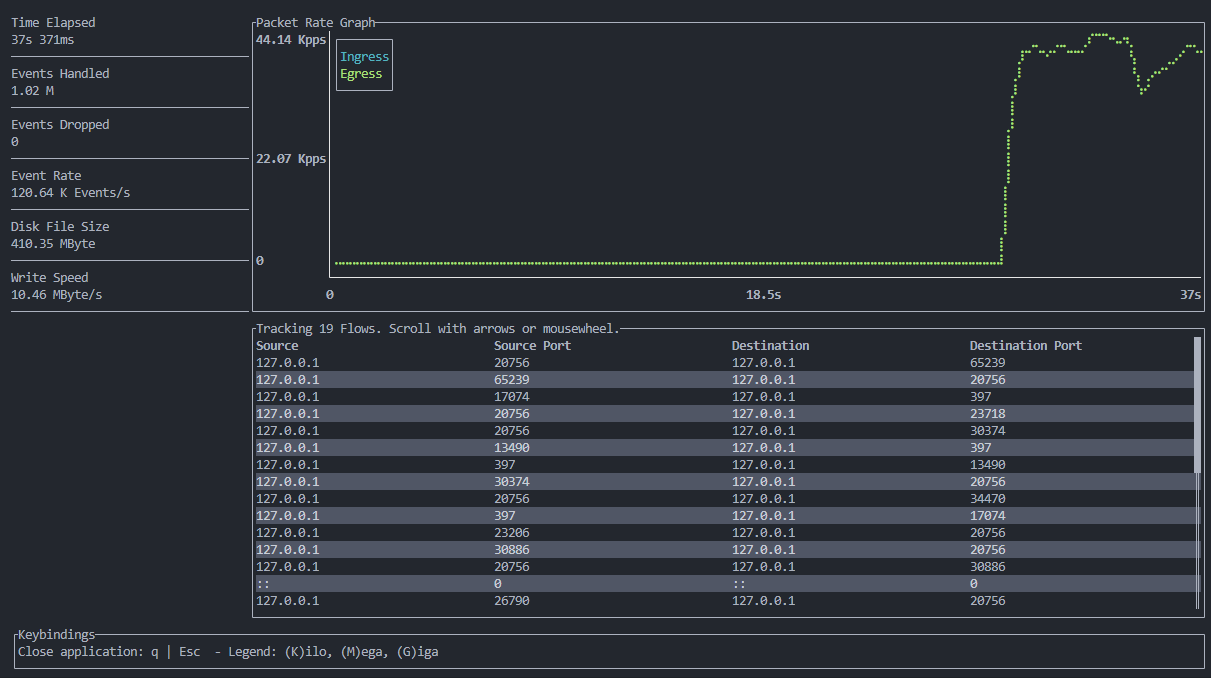 Time Elapsed
37s 371ms
Events Handled
1.02 M
Events Dropped
0
Event Rate
120.64 K Events/s
Disk File Size
410.35 MByte
Write Speed
10.46 MByte/s
Packet Rate Graph
44.14 Kpps
Ingress
Egress
22.07 Kpps
0
0 18.5s 37s
Tracking 19 Flows. Scroll with arrows or mousewheel.
Source Source Port Destination Destination Port
127.0.0.1 20756 127.0.0.1 65239
127.0.0.1 65239 127.0.0.1 20756
127.0.0.1 17074 127.0.0.1 397
127.0.0.1 20756 127.0.0.1 23718
127.0.0.1 20756 127.0.0.1 30374
127.0.0.1 13490 127.0.0.1 397
127.0.0.1 397 127.0.0.1 13490
127.0.0.1 30374 127.0.0.1 20756
127.0.0.1 20756 127.0.0.1 34470
127.0.0.1 397 127.0.0.1 17074
127.0.0.1 23206 127.0.0.1 20756
127.0.0.1 30886 127.0.0.1 20756
127.0.0.1 20756 127.0.0.1 30886
:: 0 :: 0
127.0.0.1 26790 127.0.0.1 20756
Keybindings
Close application: q | Esc - Legend: (K)ilo, (M)ega, (G)iga